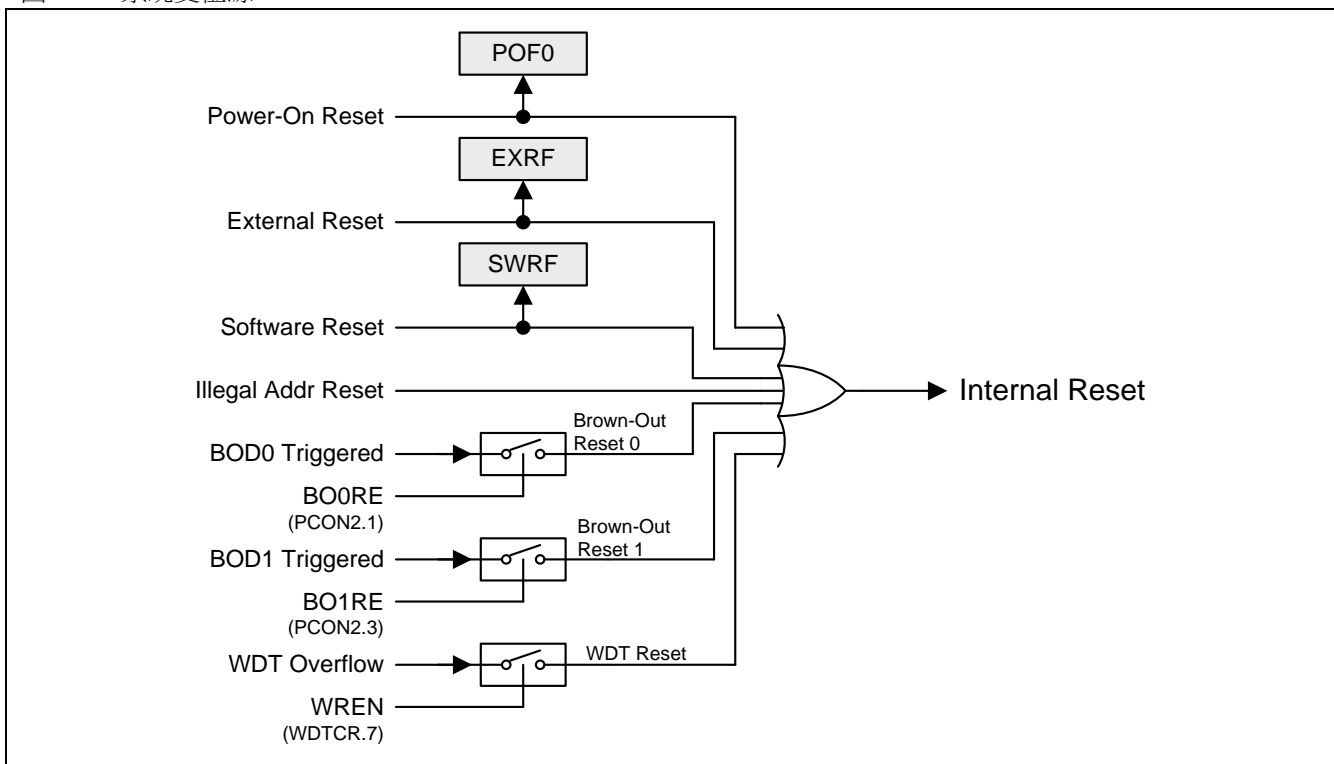 POF0
Power-On Reset
EXRF
External Reset
SWRF
Software Reset
Illegal Addr Reset
Internal Reset
Brown-Out
Reset 0
BOD0 Triggered
BO0RE
(PCON2.1)
Brown-Out
Reset 1
BOD1 Triggered
BO1RE
(PCON2.3)
WDT Overflow
WDT Reset
WREN
(WDTCR.7)